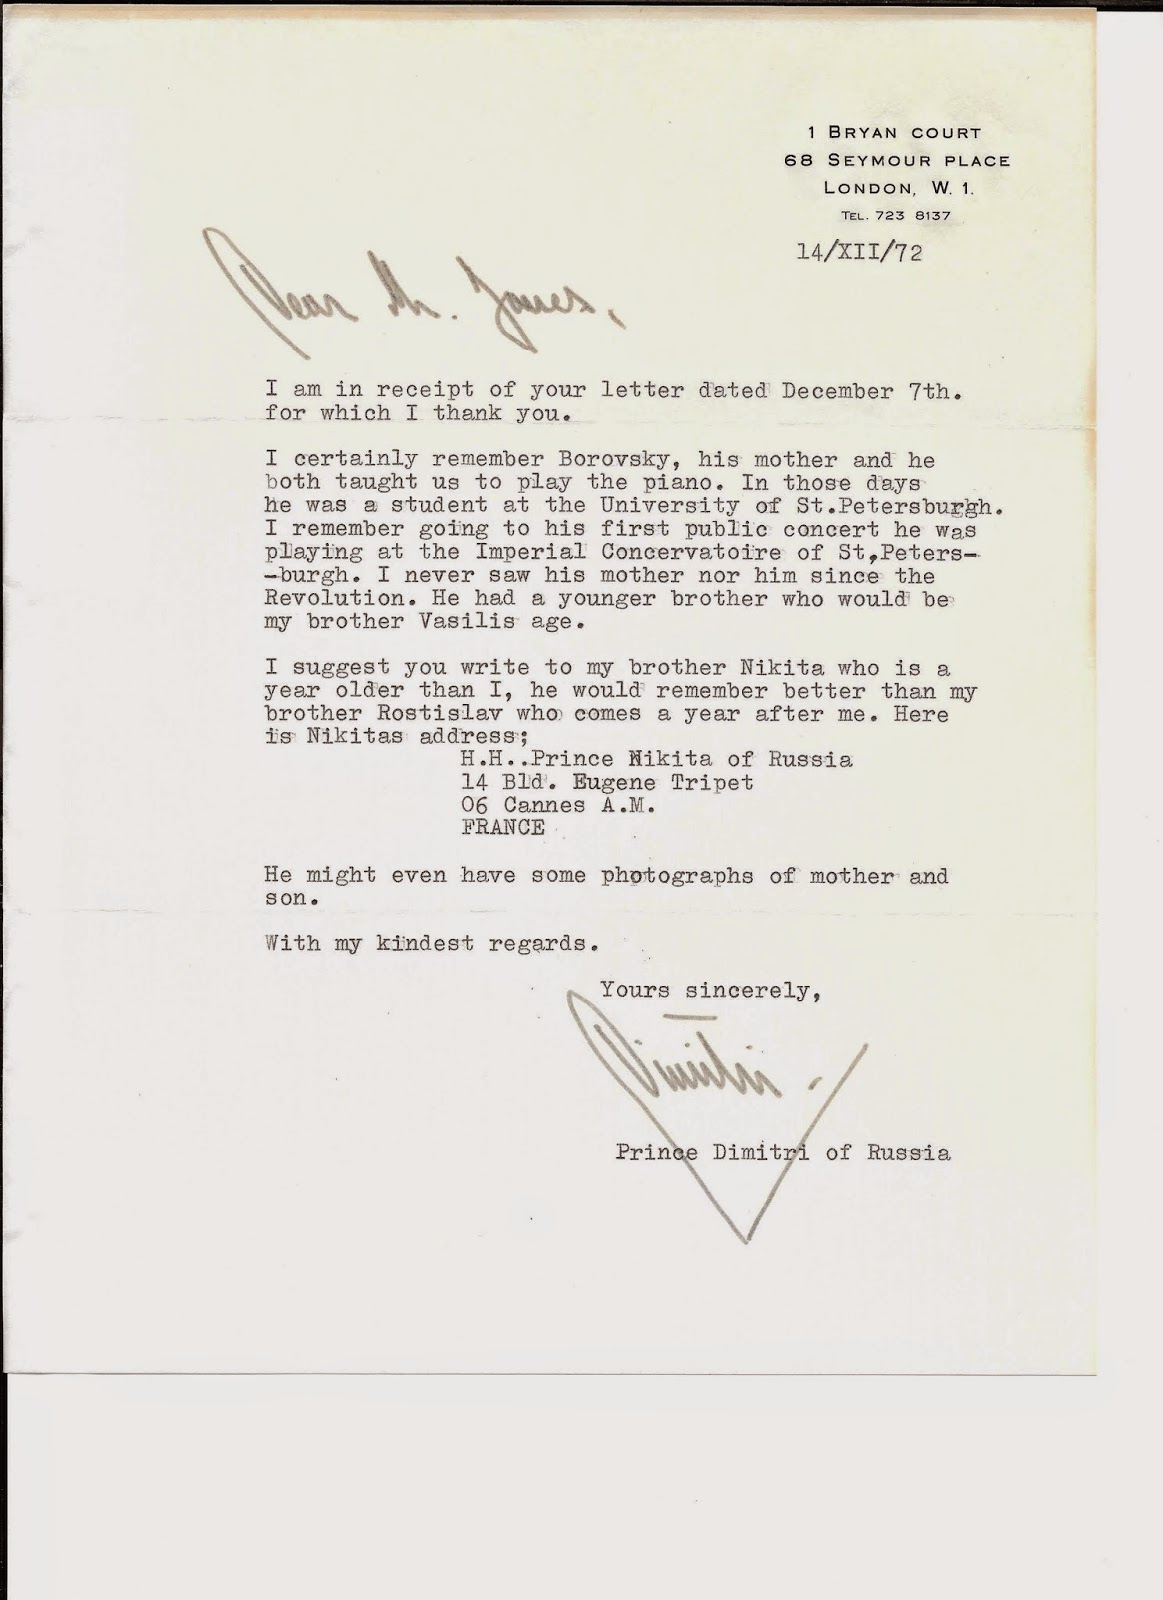 1 BRYAN COURT
68 SEYMOUR PLACE
LONDON, W. 1.
TEL. 723 8137
14/XII/72
Dear Mr. Jones,
I am in receipt of your letter dated December 7th.
for which I thank you.
I certainly remember Borovsky, his mother and he
both taught us to play the piano. In those days
he was a student at the University of St.Petersburgh.
I remember going to his first public concert he was
playing at the Imperial Concervatoire of St,Peters-
-burgh. I never saw his mother nor him since the
Revolution. He had a younger brother who would be
my brother Vasilis age.
I suggest you write to my brother Nikita who is a
year older than I, he would remember better than my
brother Rostislav who comes a year after me. Here
is Nikitas address;
H.H..Prince Nikita of Russia
14 Bld. Eugene Tripet
06 Cannes A.M.
FRANCE
He might even have some photographs of mother and
son.
With my kindest regards.
Yours sincerely,
Dimitri.
Prince Dimitri of Russia